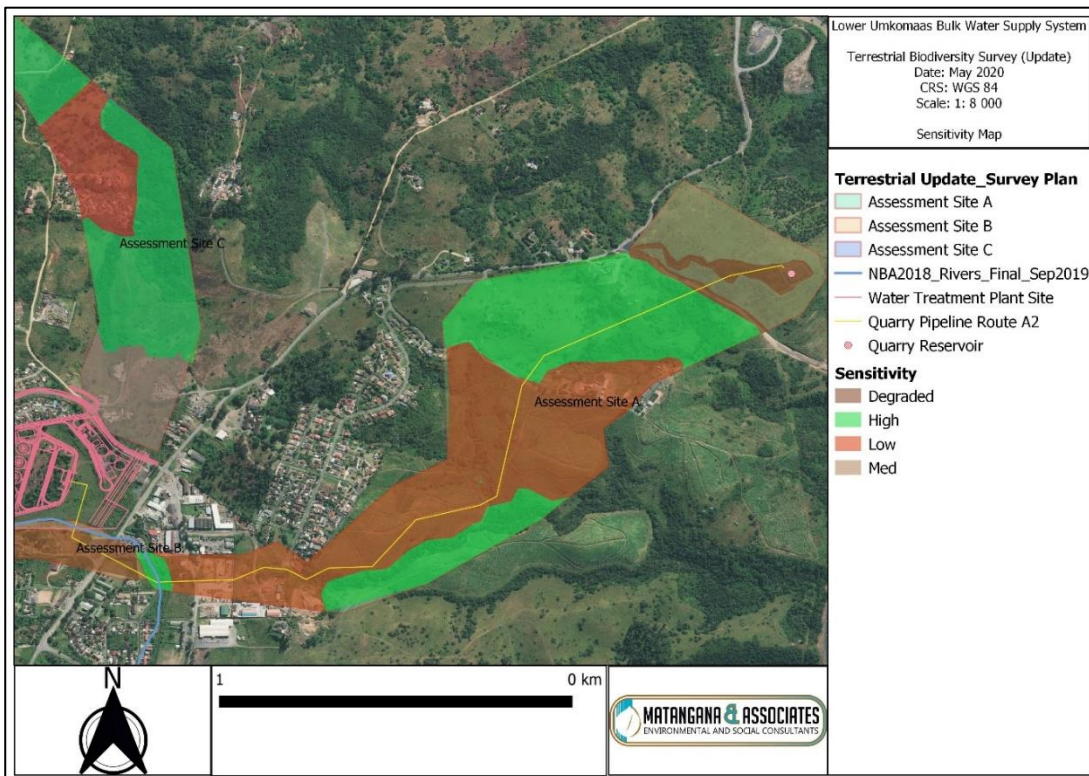 Lower Umkomaas Bulk Water Supply System
Terrestrial Biodiversity Survey (Update)
Date: May 2020
CRS: WGS 84
Scale: 1: 8 000
Sensitivity Map
Terrestrial Update_Survey Plan
Assessment Site A
Assessment Site B
Assessment Site C
NBA2018_Rivers_Final_Sep2019
Water Treatment Plant Site
Quarry Pipeline Route A2
Quarry Reservoir
Sensitivity
Degraded
High
Low
Med
Assessment Site C
Assessment Site A
Assessment Site B
N
1 0 km
MATANGANA & ASSOCIATES
ENVIRONMENTAL AND SOCIAL CONSULTANTS